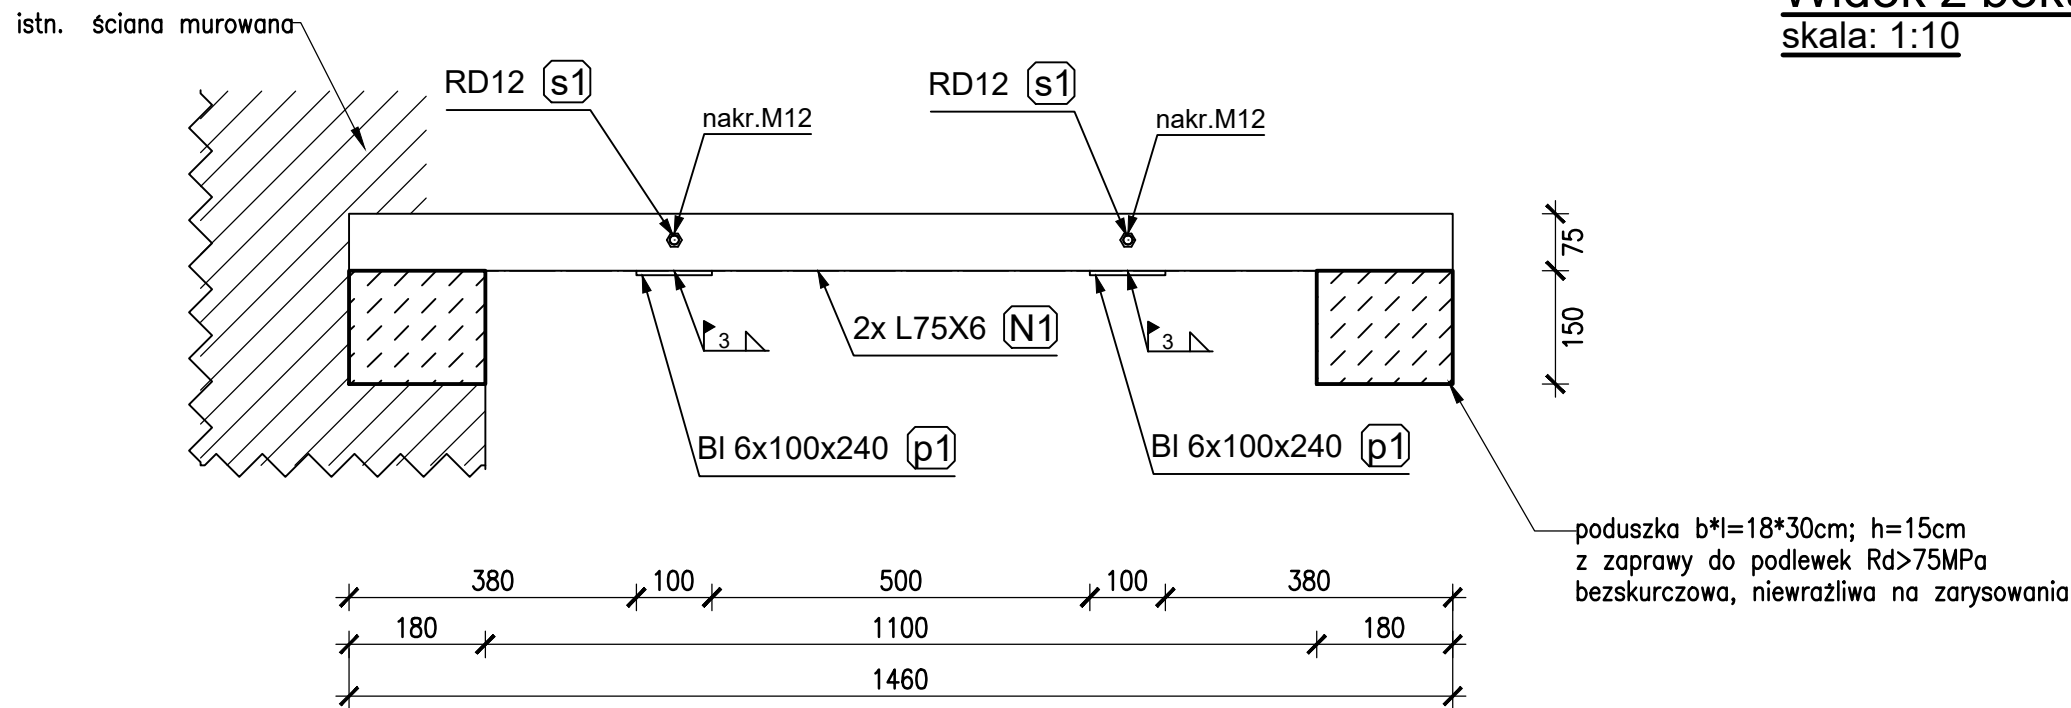 istn. ściana murowana
skala: 1:10
RD12 s1
nakr.M12
RD12 s1
nakr.M12
75
150
3
2x L75X6 N1
3
Bl 6x100x240 p1
Bl 6x100x240 p1
poduszka b*l=18*30cm; h=15cm
z zaprawy do podlewek Rd>75MPa
bezskurczowa, niewrażliwa na zarysowania
380 100 500 100 380
180 1100 180
1460